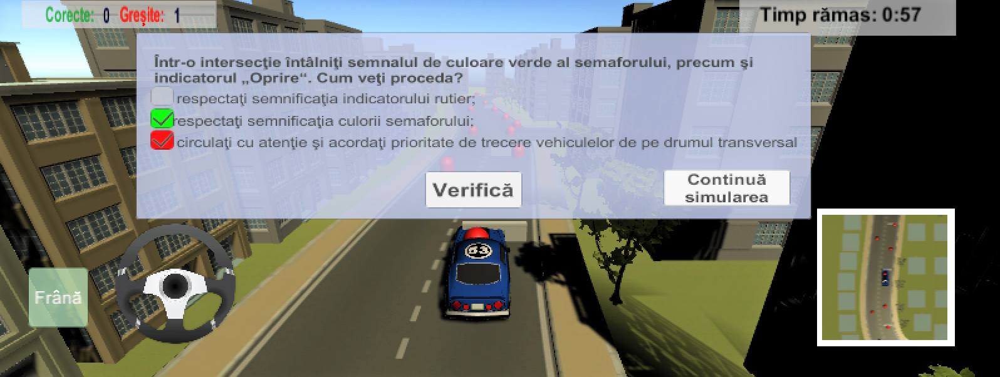 Corecte: 0 Greşite: 1
Timp rămas: 0:57
Într-o intersecţie întâlniţi semnalul de culoare verde al semaforului, precum şi
indicatorul „Oprire“. Cum veţi proceda?
respectaţi semnificaţia indicatorului rutier;
respectaţi semnificaţia culorii semaforului;
circulaţi cu atenţie şi acordaţi prioritate de trecere vehiculelor de pe drumul transversal
Verifică
Continuă
simularea
43
Frână